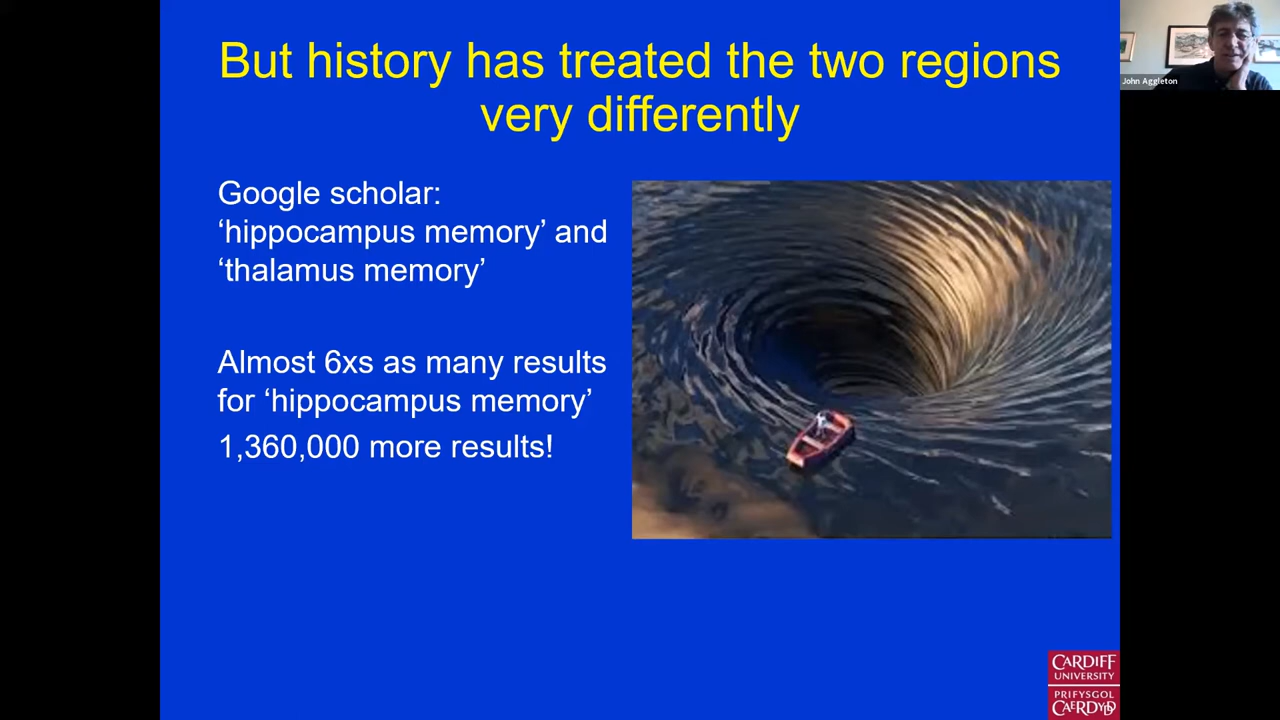 But history has treated the two regions
very differently
John Aggleton
Google scholar:
‘hippocampus memory’ and
‘thalamus memory’
Almost 6xs as many results
for ‘hippocampus memory’
1,360,000 more results!
CARDIFF
UNIVERSITY
PRIFYSGOL
CAERDYDD